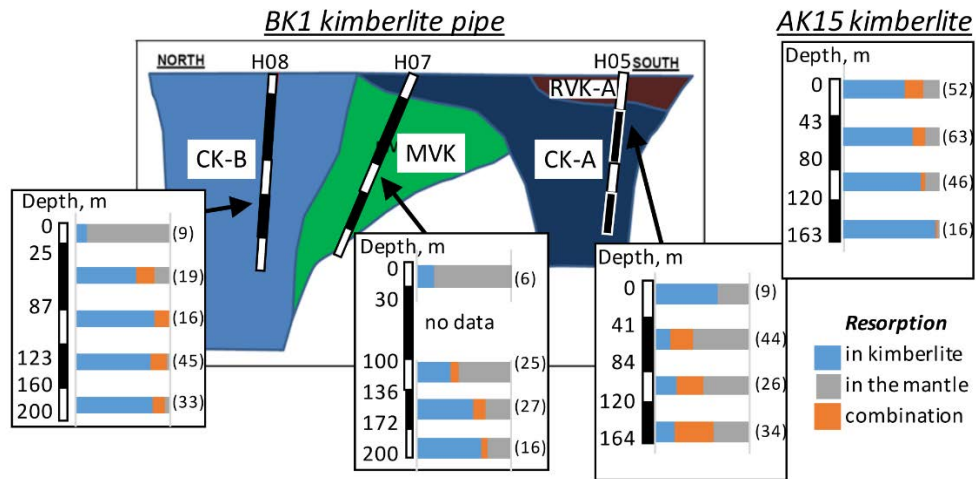 BK1 kimberlite pipe
AK15 kimberlite
NORTH
H08
H07
H05
SOUTH
RVK-A
CK-B
MVK
CK-A
Depth, m
0
25
87
123
160
200
(9)
(19)
(16)
(45)
(33)
Depth, m
0
30
no data
100
136
172
200
(6)
(25)
(27)
(16)
Depth, m
0
41
84
120
164
(9)
(44)
(26)
(34)
Depth, m
0
43
80
120
163
(52)
(63)
(46)
(16)
Resorption
in kimberlite
in the mantle
combination